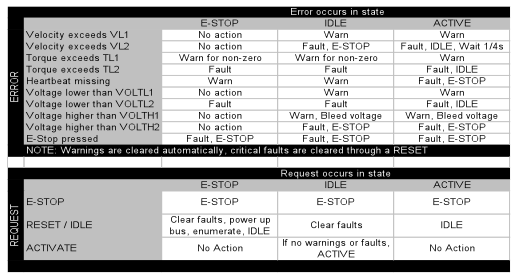 Error occurs in state
E-STOP IDLE ACTIVE
ERROR
Velocity exceeds VL1 No action Warn Warn
Velocity exceeds VL2 No action Fault, E-STOP Fault, IDLE, Wait 1/4s
Torque exceeds TL1 Warn for non-zero Warn for non-zero Warn
Torque exceeds TL2 Fault Fault Fault, IDLE
Heartbeat missing Warn Warn Fault, E-STOP
Voltage lower than VOLTL1 No action Warn Warn
Voltage lower than VOLTL2 Fault Fault Fault, IDLE
Voltage higher than VOLTH1 No action Warn, Bleed voltage Warn, Bleed voltage
Voltage higher than VOLTH2 No action Fault, E-STOP Fault, E-STOP
E-Stop pressed Fault, E-STOP Fault, E-STOP Fault, E-STOP
NOTE: Warnings are cleared automatically, critical faults are cleared through a RESET
Request occurs in state
E-STOP IDLE ACTIVE
REQUEST
E-STOP E-STOP E-STOP E-STOP
RESET / IDLE Clear faults, power up bus, enumerate, IDLE Clear faults IDLE
ACTIVATE No Action If no warnings or faults, ACTIVE No Action